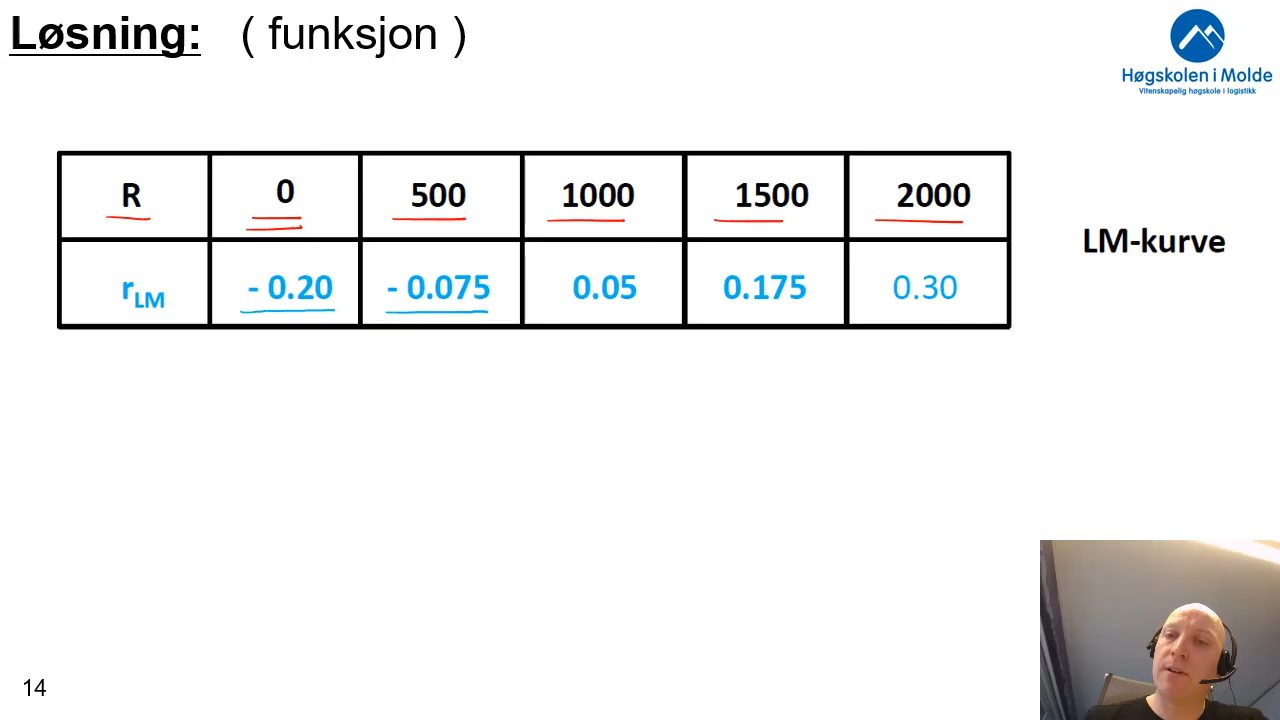 Løsning: ( funksjon )
Høgskolen i Molde
Vitenskapelig høgskole i logistikk
R 0 500 1000 1500 2000
rLM - 0.20 - 0.075 0.05 0.175 0.30
LM-kurve
14